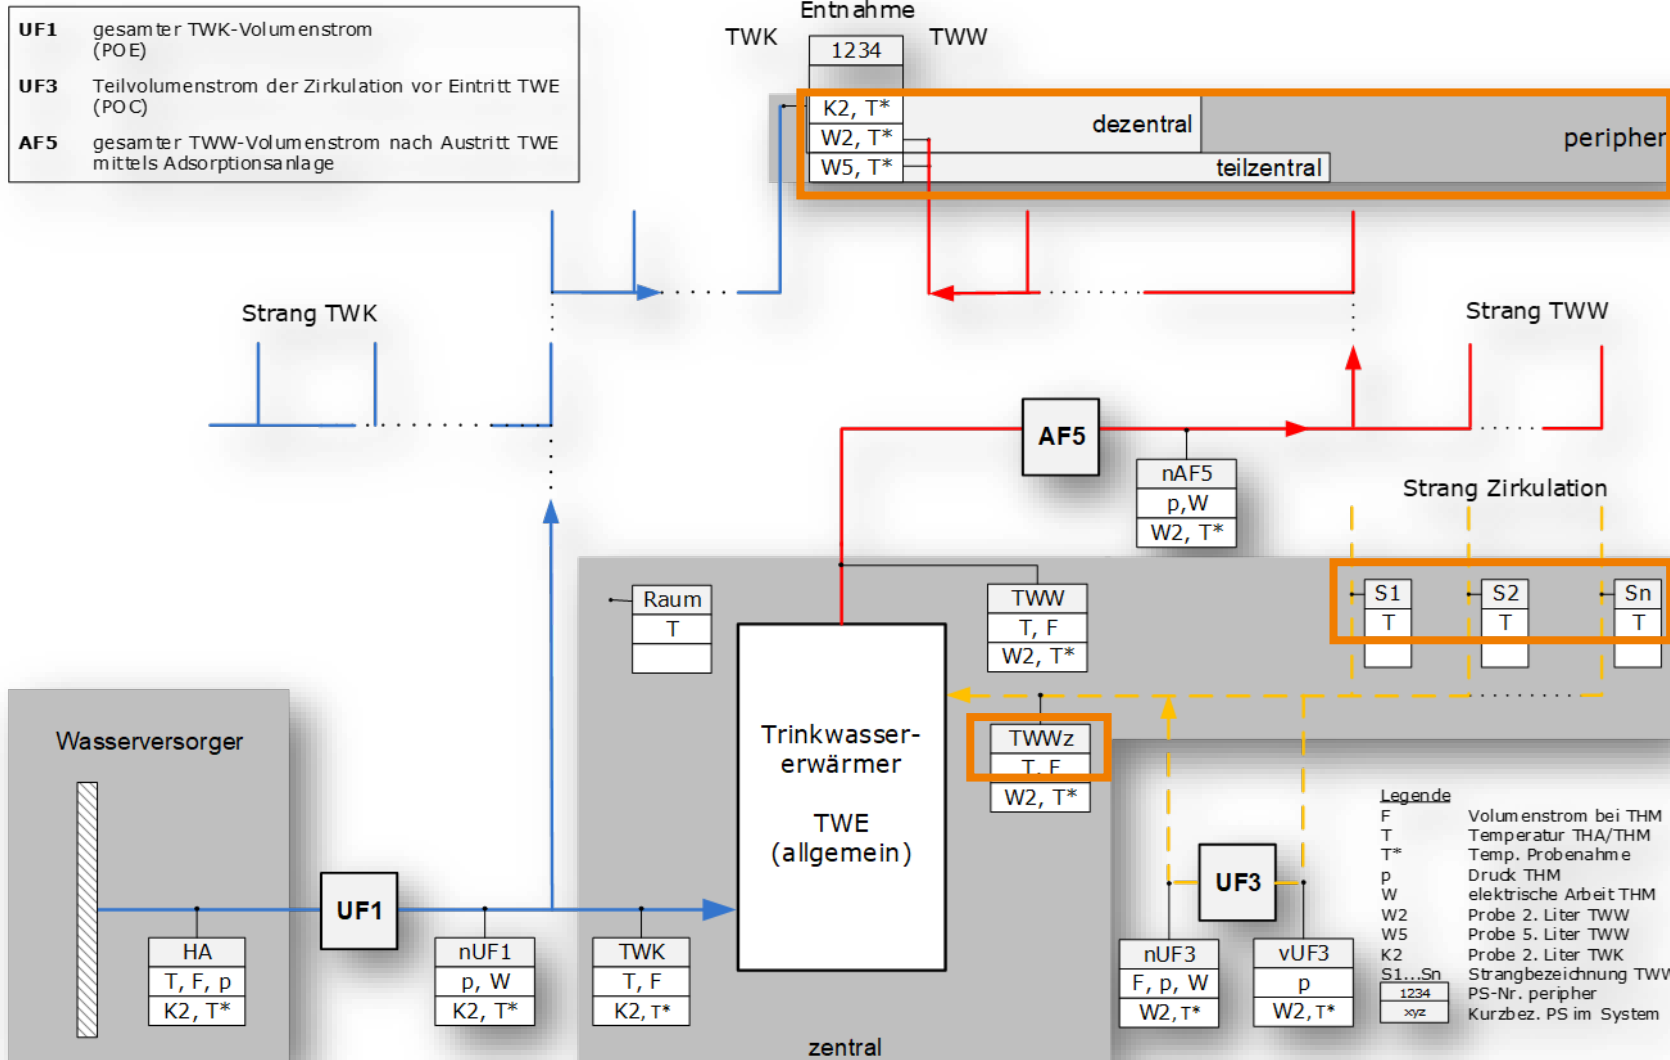 UF1 gesamter TWK-Volumenstrom
(POE)
UF3 Teilvolumenstrom der Zirkulation vor Eintritt TWE
(POC)
AF5 gesamter TWW-Volumenstrom nach Austritt TWE
mittels Adsorptionsanlage
Entnahme
TWK TWW
1234
K2, T*
W2, T*
W5, T*
dezentral
teilzentral
peripher
Strang TWK
Strang TWW
AF5
nAF5
p,W
W2, T*
Strang Zirkulation
S1
T
S2
T
Sn
T
Raum
T
TWW
T, F
W2, T*
TWWz
T, F
W2, T*
Trinkwasser-
erwärmer
TWE
(allgemein)
Wasserversorger
UF1
HA
T, F, p
K2, T*
nUF1
p, W
K2, T*
TWK
T, F
K2, T*
UF3
nUF3
F, p, W
W2, T*
vUF3
p
W2, T*
zentral
Legende
F Volumenstrom bei THM
T Temperatur THA/THM
T* Temp. Probenahme
p Druck THM
W elektrische Arbeit THM
W2 Probe 2. Liter TWW
W5 Probe 5. Liter TWW
K2 Probe 2. Liter TWK
S1...Sn Strangbezeichnung TWW
1234 PS-Nr. peripher
xyz Kurzbez. PS im System